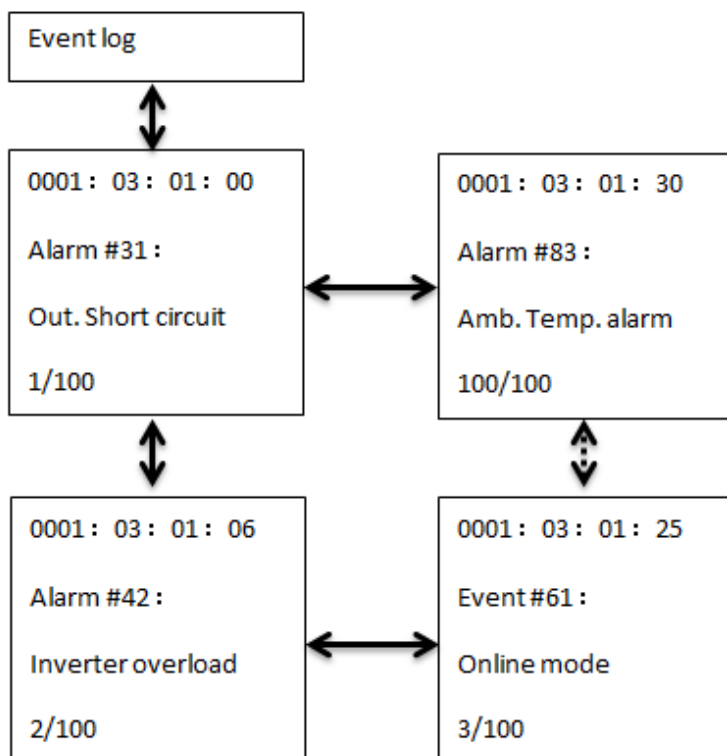 Event log
0001: 03: 01: 00
Alarm #31:
Out. Short circuit
1/100
0001: 03: 01: 30
Alarm #83:
Amb. Temp. alarm
100/100
0001: 03: 01: 06
Alarm #42:
Inverter overload
2/100
0001: 03: 01: 25
Event #61:
Online mode
3/100